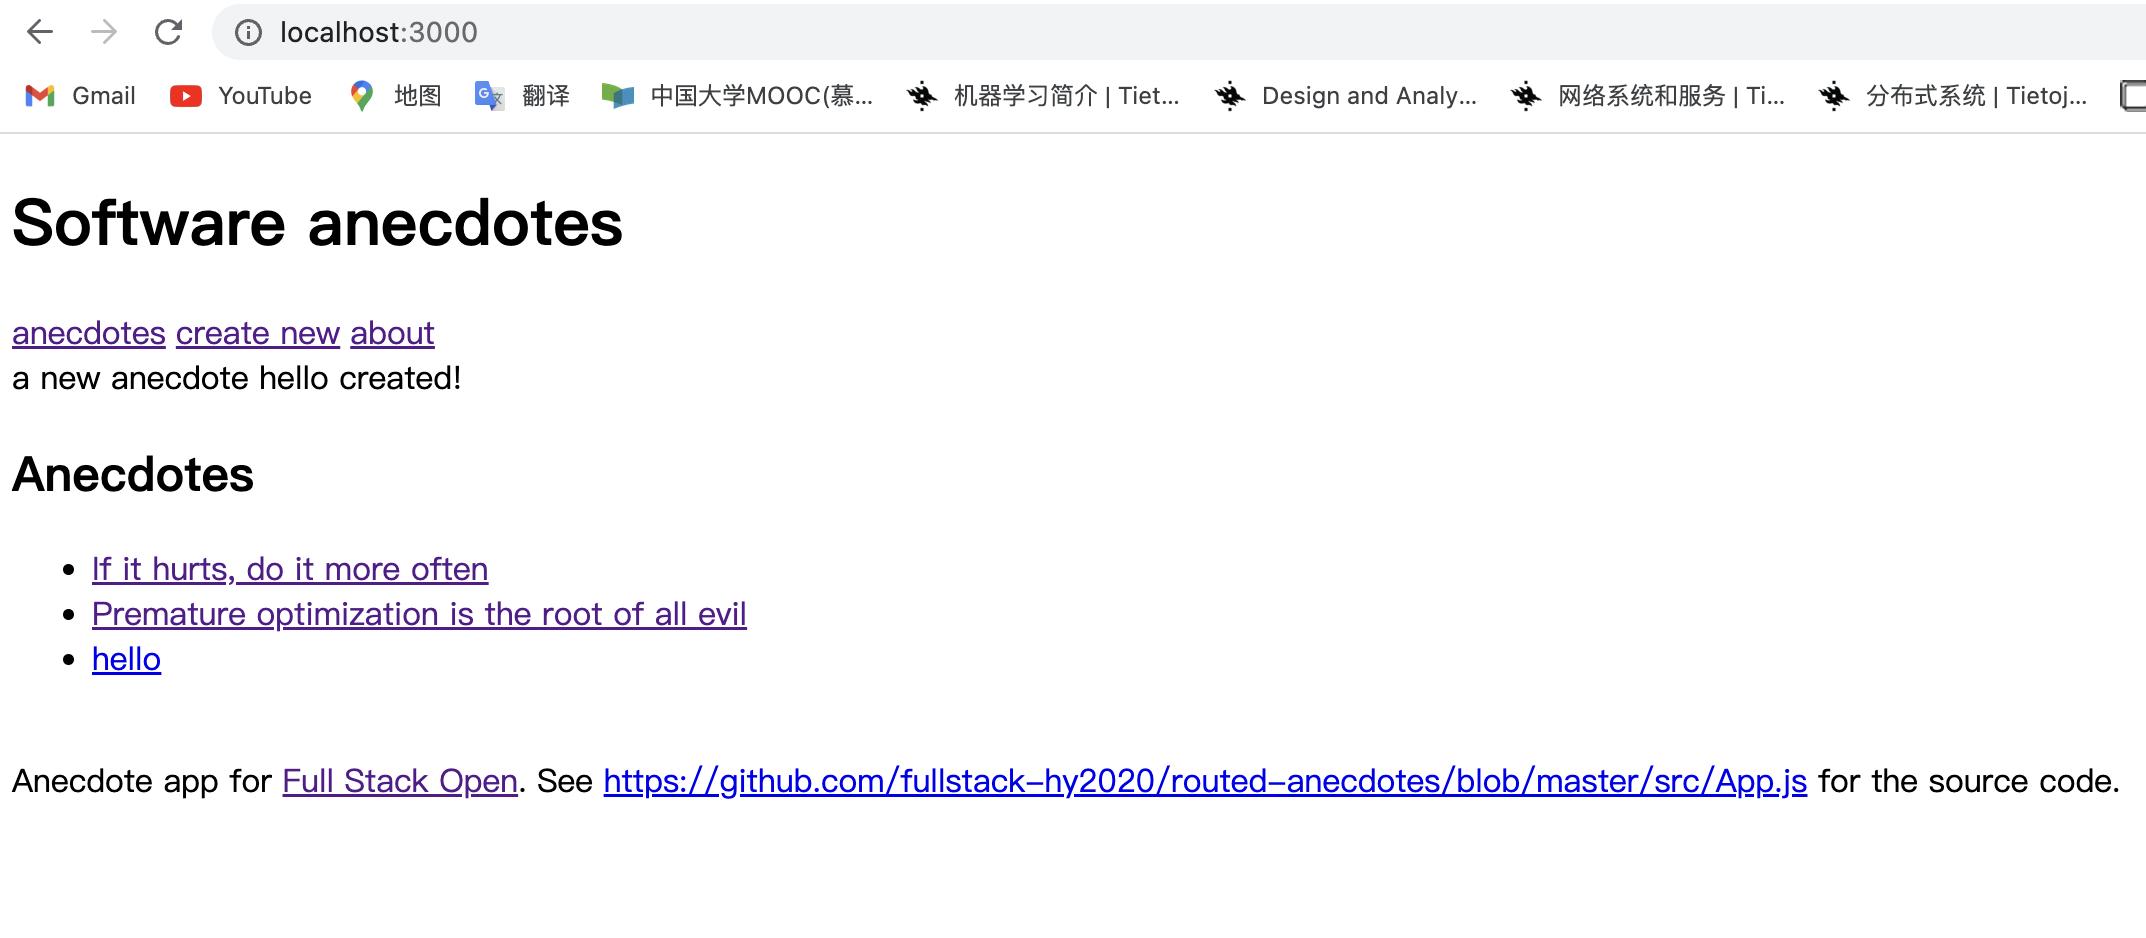 localhost:3000
Gmail YouTube 地图 翻译 中国大学MOOC(慕... 机器学习简介 | Tiet... Design and Analy... 网络系统和服务 | Ti... 分布式系统 | Tietoj...
Software anecdotes
anecdotes create new about
a new anecdote hello created!
Anecdotes
If it hurts, do it more often
Premature optimization is the root of all evil
hello
Anecdote app for Full Stack Open. See https://github.com/fullstack-hy2020/routed-anecdotes/blob/master/src/App.js for the source code.